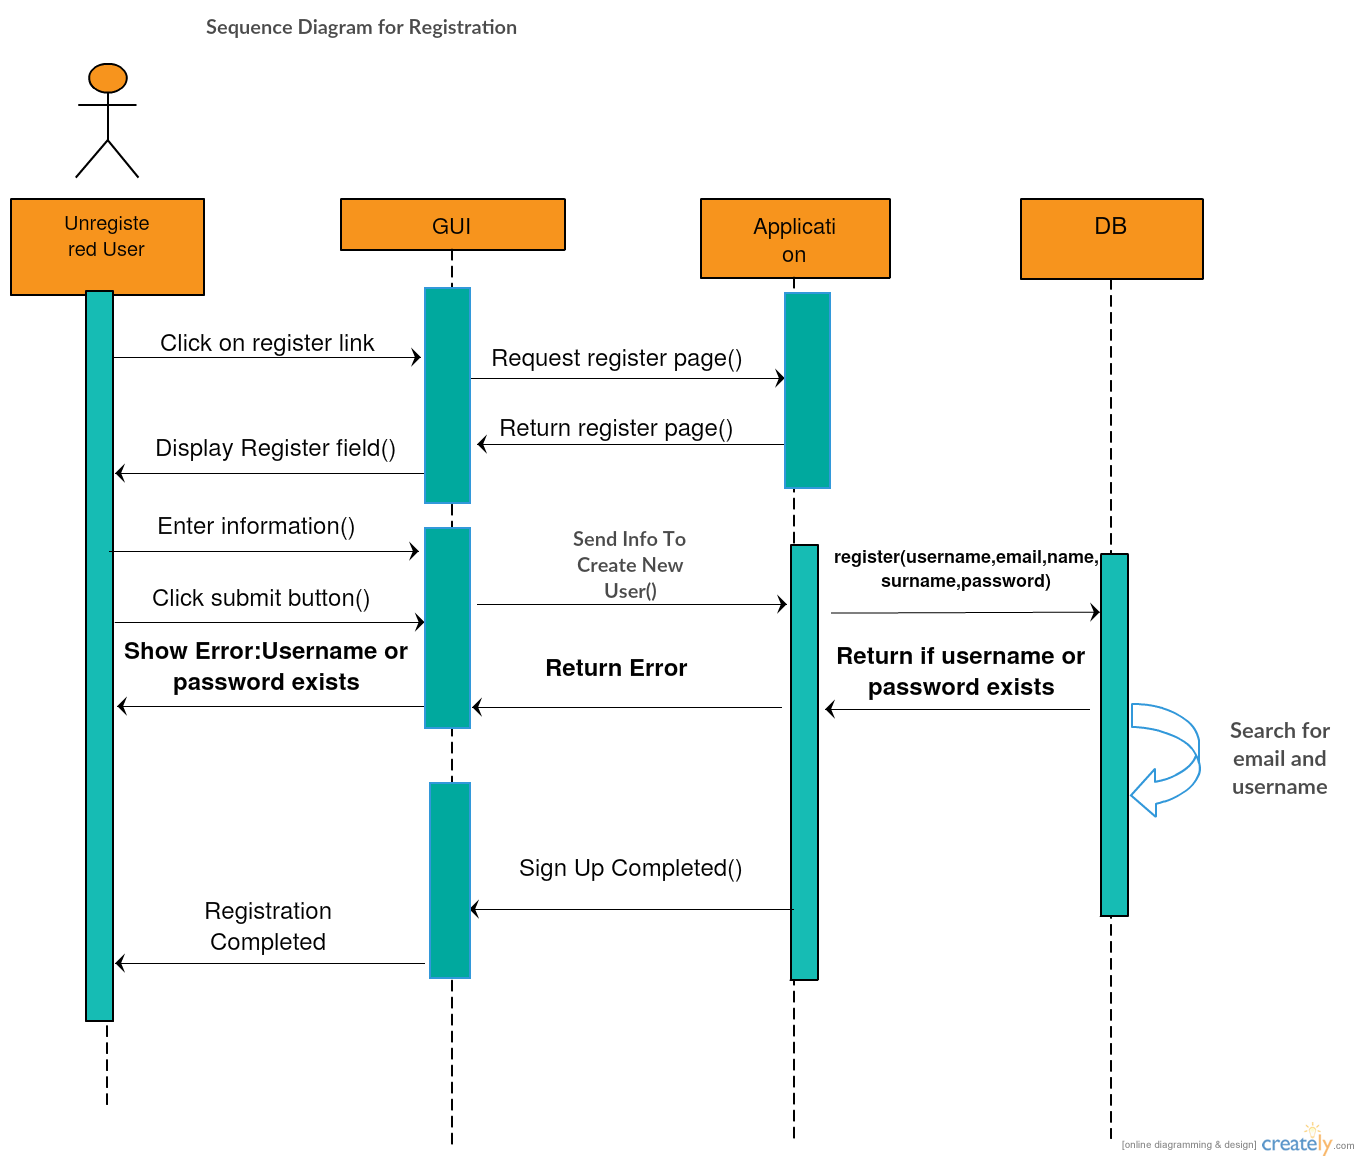 Sequence Diagram for Registration
Unregiste
red User
GUI
Applicati
on
DB
Click on register link
Request register page()
Return register page()
Display Register field()
Enter information()
Send Info To
Create New
User()
register(username,email,name,
surname,password)
Click submit button()
Show Error:Username or
password exists
Return Error
Return if username or
password exists
Search for
email and
username
Sign Up Completed()
Registration
Completed
[online diagramming & design] creately.com